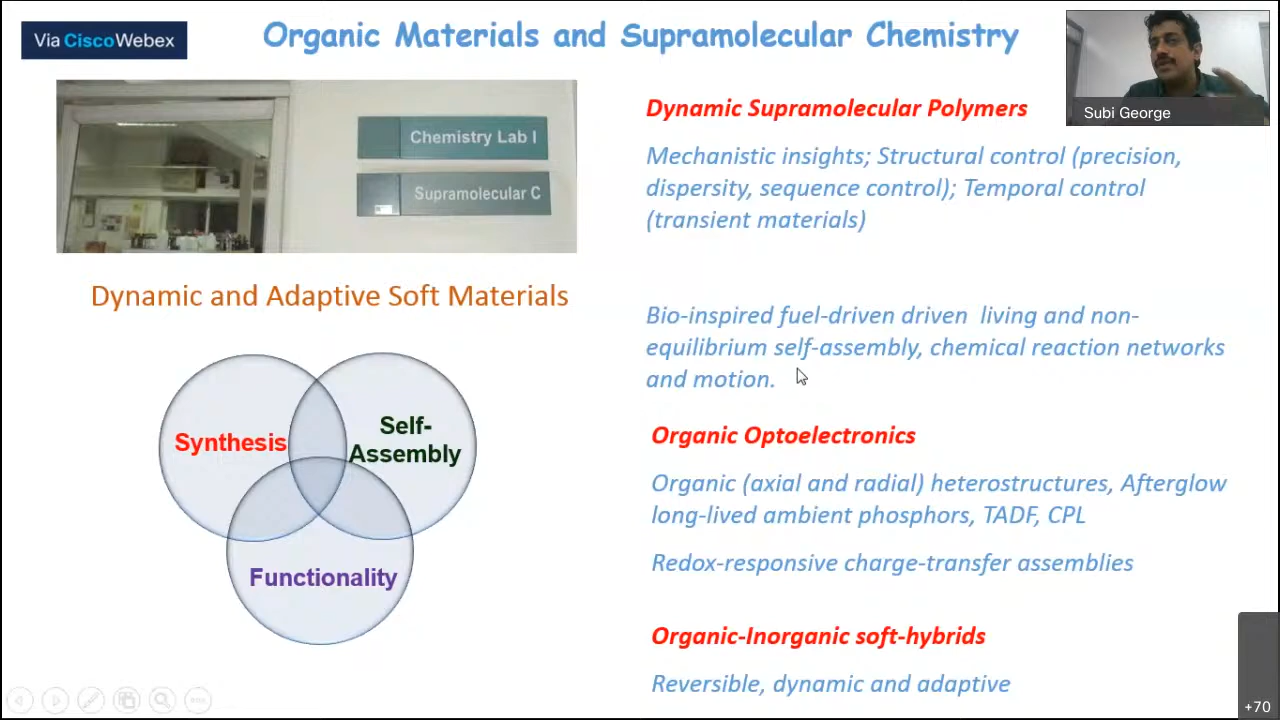 Via CiscoWebex
Organic Materials and Supramolecular Chemistry
Subi George
Chemistry Lab I
Supramolecular C
Dynamic and Adaptive Soft Materials
Synthesis
Self-
Assembly
Functionality
Dynamic Supramolecular Polymers
Mechanistic insights; Structural control (precision,
dispersity, sequence control); Temporal control
(transient materials)
Bio-inspired fuel-driven driven living and non-
equilibrium self-assembly, chemical reaction networks
and motion.
Organic Optoelectronics
Organic (axial and radial) heterostructures, Afterglow
long-lived ambient phosphors, TADF, CPL
Redox-responsive charge-transfer assemblies
Organic-Inorganic soft-hybrids
Reversible, dynamic and adaptive
+70